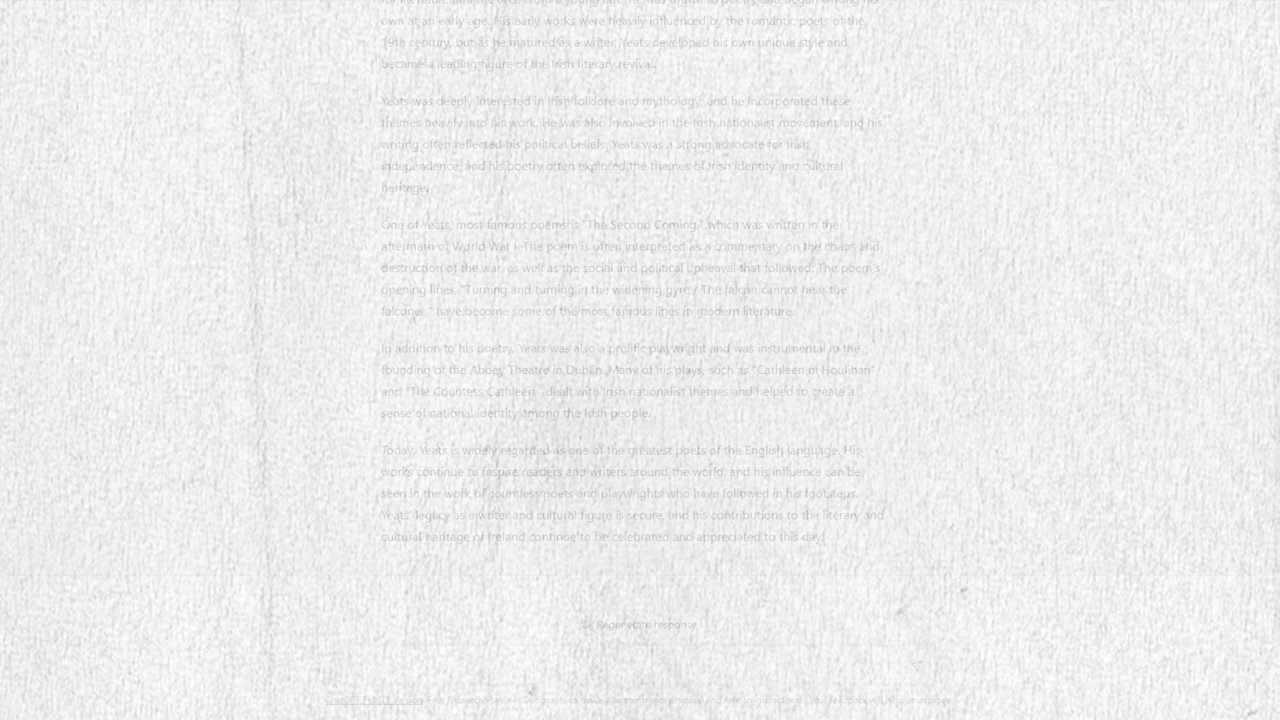 own at an early age. His early works were heavily influenced by the romantic poets of the
19th century, but as he matured as a writer, Yeats developed his own unique style and
became a leading figure of the Irish literary revival.
Yeats was deeply interested in Irish folklore and mythology, and he incorporated these
themes heavily into his work. He was also involved in the Irish nationalist movement, and his
writing often reflected his political beliefs. Yeats was a strong advocate for Irish
independence, and his poetry often explored the themes of Irish identity and cultural
heritage.
One of Yeats' most famous poems is "The Second Coming," which was written in the
aftermath of World War I. The poem is often interpreted as a commentary on the chaos and
destruction of the war, as well as the social and political upheaval that followed. The poem's
opening lines, "Turning and turning in the widening gyre / The falcon cannot hear the
falconer," have become some of the most famous lines in modern literature.
In addition to his poetry, Yeats was also a prolific playwright and was instrumental in the
founding of the Abbey Theatre in Dublin. Many of his plays, such as "Cathleen ni Houlihan"
and "The Countess Cathleen", dealt with Irish nationalist themes and helped to create a
sense of national identity among the Irish people.
Today, Yeats is widely regarded as one of the greatest poets of the English language. His
works continue to inspire readers and writers around the world, and his influence can be
seen in the work of countless poets and playwrights who have followed in his footsteps.
Yeats' legacy as a writer and cultural figure is secure, and his contributions to the literary and
cultural heritage of Ireland continue to be celebrated and appreciated to this day.
Regenerate response